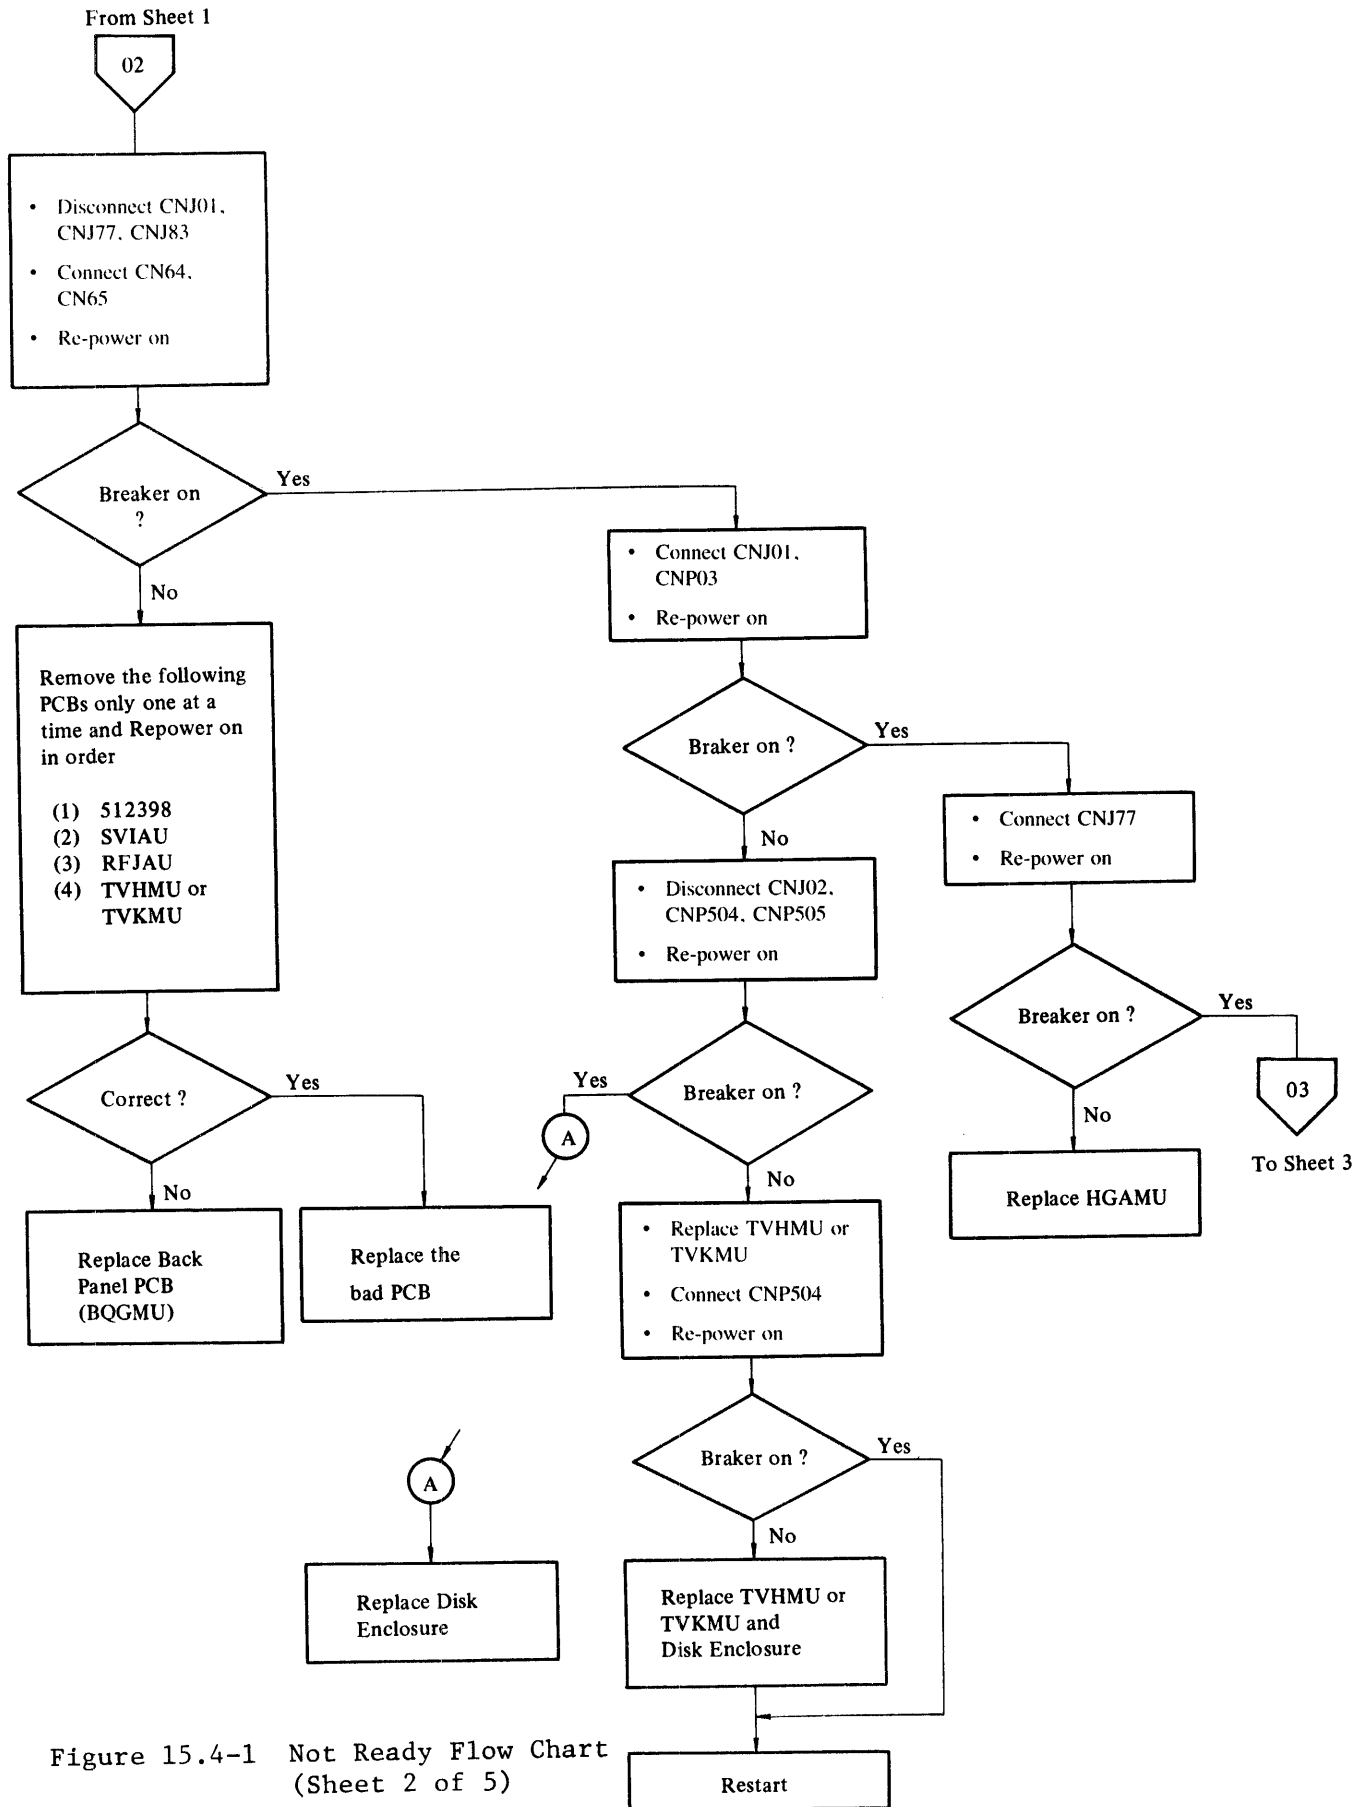 From Sheet 1
02
• Disconnect CNJ01,
CNJ77, CNJ83
• Connect CN64,
CN65
• Re-power on
Breaker on
?
Yes
No
Remove the following
PCBs only one at a
time and Repower on
in order
(1) 512398
(2) SVIAU
(3) RFJAU
(4) TVHMU or
TVKMU
Correct ?
Yes
No
Replace Back
Panel PCB
(BQGMU)
Replace the
bad PCB
• Connect CNJ01,
CNP03
• Re-power on
Braker on ?
Yes
No
• Disconnect CNJ02,
CNP504, CNP505
• Re-power on
Breaker on ?
Yes
A
No
• Replace TVHMU or
TVKMU
• Connect CNP504
• Re-power on
Braker on ?
Yes
No
Replace TVHMU or
TVKMU and
Disk Enclosure
Restart
• Connect CNJ77
• Re-power on
Breaker on ?
Yes
03
To Sheet 3
No
Replace HGAMU
A
Replace Disk
Enclosure
Figure 15.4-1 Not Ready Flow Chart
(Sheet 2 of 5)